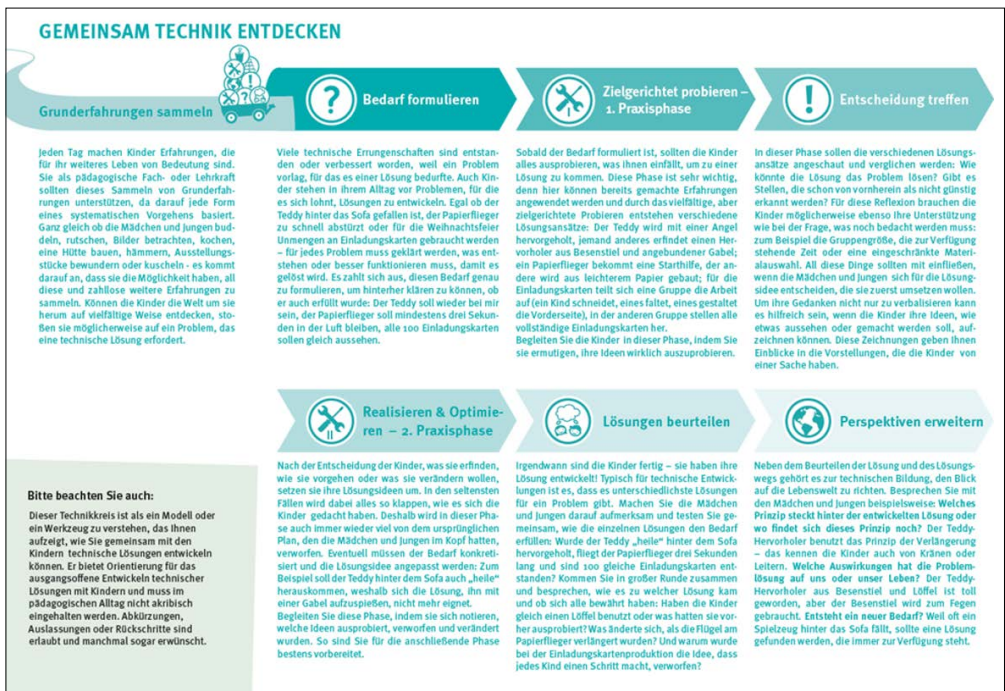 GEMEINSAM TECHNIK ENTDECKEN
Grunderfahrungen sammeln
Jeden Tag machen Kinder Erfahrungen, die
für ihr weiteres Leben von Bedeutung sind.
Sie als pädagogische Fach- oder Lehrkraft
sollten dieses Sammeln von Grunderfah-
rungen unterstützen, da darauf jede Form
eines systematischen Vorgehens basiert.
Ganz gleich ob die Mädchen und Jungen bud-
deln, rutschen, Bilder betrachten, kochen,
eine Hütte bauen, hämmern, Ausstellungs-
stücke bewundern oder kuscheln - es kommt
darauf an, dass sie die Möglichkeit haben, all
diese und zahllose weitere Erfahrungen zu
sammeln. Können die Kinder die Welt um sie
herum auf vielfältige Weise entdecken, sto-
ßen sie möglicherweise auf ein Problem, das
eine technische Lösung erfordert.
Bedarf formulieren
Viele technische Errungenschaften sind entstan-
den oder verbessert worden, weil ein Problem
vorlag, für das es einer Lösung bedurfte. Auch Kin-
der stehen in ihrem Alltag vor Problemen, für die
es sich lohnt, Lösungen zu entwickeln. Egal ob der
Teddy hinter das Sofa gefallen ist, der Papierflieger
zu schnell abstürzt oder für die Weihnachtsfeier
Unmengen an Einladungskarten gebraucht werden
– für jedes Problem muss geklärt werden, was ent-
stehen oder besser funktionieren muss, damit es
gelöst wird. Es zahlt sich aus, diesen Bedarf genau
zu formulieren, um hinterher klären zu können, ob
er auch erfüllt wurde: Der Teddy soll wieder bei mir
sein, der Papierflieger soll mindestens drei Sekun-
den in der Luft bleiben, alle 100 Einladungskarten
sollen gleich aussehen.
Zielgerichtet probieren –
1. Praxisphase
Sobald der Bedarf formuliert ist, sollten die Kinder
alles ausprobieren, was ihnen einfällt, um zu einer
Lösung zu kommen. Diese Phase ist sehr wichtig,
denn hier können bereits gemachte Erfahrungen
angewendet werden und durch das vielfältige, aber
zielgerichtete Probieren entstehen verschiedene
Lösungsansätze: Der Teddy wird mit einer Angel
hervorgeholt, jemand anderes erfindet einen Her-
vorholer aus Besenstiel und angebundener Gabel;
ein Papierflieger bekommt eine Starthilfe, der an-
dere wird aus leichterem Papier gebaut; für die
Einladungskarten teilt sich eine Gruppe die Arbeit
auf (ein Kind schneidet, eines faltet, eines gestaltet
die Vorderseite), in der anderen Gruppe stellen alle
vollständige Einladungskarten her.
Begleiten Sie die Kinder in dieser Phase, indem Sie
sie ermutigen, ihre Ideen wirklich auszuprobieren.
Entscheidung treffen
In dieser Phase sollen die verschiedenen Lösungs-
ansätze angeschaut und verglichen werden: Wie
könnte die Lösung das Problem lösen? Gibt es
Stellen, die schon von vornherein als nicht günstig
erkannt werden? Für diese Reflexion brauchen die
Kinder möglicherweise ebenso Ihre Unterstützung
wie bei der Frage, was noch bedacht werden muss:
zum Beispiel die Gruppengröße, die zur Verfügung
stehende Zeit oder eine eingeschränkte Materi-
alauswahl. All diese Dinge sollten mit einfließen,
wenn die Mädchen und Jungen sich für die Lösung-
sidee entscheiden, die sie zuerst umsetzen wollen.
Um ihre Gedanken nicht nur zu verbalisieren kann
es hilfreich sein, wenn die Kinder ihre Ideen, wie
etwas aussehen oder gemacht werden soll, auf-
zeichnen können. Diese Zeichnungen geben Ihnen
Einblicke in die Vorstellungen, die die Kinder von
einer Sache haben.
Realisieren & Optimie-
ren – 2. Praxisphase
Nach der Entscheidung der Kinder, was sie erfinden,
wie sie vorgehen oder was sie verändern wollen,
setzen sie ihre Lösungsideen um. In den seltensten
Fällen wird dabei alles so klappen, wie es sich die
Kinder gedacht haben. Deshalb wird in dieser Pha-
se auch immer wieder viel von dem ursprünglichen
Plan, den die Mädchen und Jungen im Kopf hatten,
verworfen. Eventuell müssen der Bedarf konkreti-
siert und die Lösungsidee angepasst werden: Zum
Beispiel soll der Teddy hinter dem Sofa auch „heile“
herauskommen, weshalb sich die Lösung, ihn mit
einer Gabel aufzuspießen, nicht mehr eignet.
Begleiten Sie diese Phase, indem sie sich notieren,
welche Ideen ausprobiert, verworfen und verändert
wurden. So sind Sie für die anschließende Phase
bestens vorbereitet.
Lösungen beurteilen
Irgendwann sind die Kinder fertig – sie haben ihre
Lösung entwickelt! Typisch für technische Entwick-
lungen ist es, dass es unterschiedlichste Lösungen
für ein Problem gibt. Machen Sie die Mädchen
und Jungen darauf aufmerksam und testen Sie ge-
meinsam, wie die einzelnen Lösungen den Bedarf
erfüllen: Wurde der Teddy „heile“ hinter dem Sofa
hervorgeholt, fliegt der Papierflieger drei Sekunden
lang und sind 100 gleiche Einladungskarten ent-
standen? Kommen Sie in großer Runde zusammen
und besprechen, wie es zu welcher Lösung kam
und ob sich alle bewährt haben: Haben die Kinder
gleich einen Löffel benutzt oder was hatten sie vor-
her ausprobiert? Was änderte sich, als die Flügel am
Papierflieger verlängert wurden? Und warum wurde
bei der Einladungskartenproduktion die Idee, dass
jedes Kind einen Schritt macht, verworfen?
Perspektiven erweitern
Neben dem Beurteilen der Lösung und des Lösungs-
wegs gehört es zur technischen Bildung, den Blick
auf die Lebenswelt zu richten. Besprechen Sie mit
den Mädchen und Jungen beispielsweise: Welches
Prinzip steckt hinter der entwickelten Lösung oder
wo findet sich dieses Prinzip noch? Der Teddy-
Hervorholer benutzt das Prinzip der Verlängerung
– das kennen die Kinder auch von Kränen oder
Leitern. Welche Auswirkungen hat die Problem-
lösung auf uns oder unser Leben? Der Teddy-
Hervorholer aus Besenstiel und Löffel ist toll
geworden, aber der Besenstiel wird zum Fegen
gebraucht. Entsteht ein neuer Bedarf? Weil oft ein
Spielzeug hinter das Sofa fällt, sollte eine Lösung
gefunden werden, die immer zur Verfügung steht.
Bitte beachten Sie auch:
Dieser Technikkreis ist als ein Modell oder
ein Werkzeug zu verstehen, das Ihnen
aufzeigt, wie Sie gemeinsam mit den
Kindern technische Lösungen entwickeln
können. Er bietet Orientierung für das
ausgangsoffene Entwickeln technischer
Lösungen mit Kindern und muss im
pädagogischen Alltag nicht akribisch
eingehalten werden. Abkürzungen,
Auslassungen oder Rückschritte sind
erlaubt und manchmal sogar erwünscht.